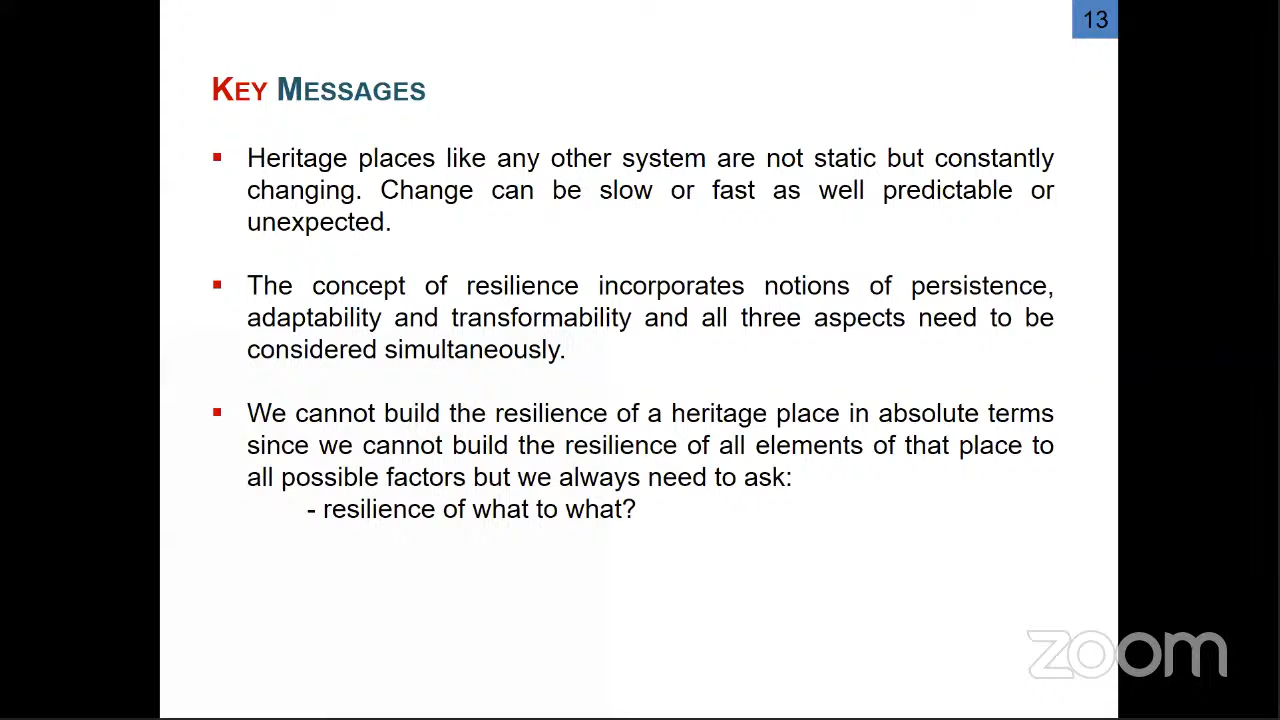 13
KEY MESSAGES
▪ Heritage places like any other system are not static but constantly
changing. Change can be slow or fast as well predictable or
unexpected.
▪ The concept of resilience incorporates notions of persistence,
adaptability and transformability and all three aspects need to be
considered simultaneously.
▪ We cannot build the resilience of a heritage place in absolute terms
since we cannot build the resilience of all elements of that place to
all possible factors but we always need to ask:
- resilience of what to what?
zoom